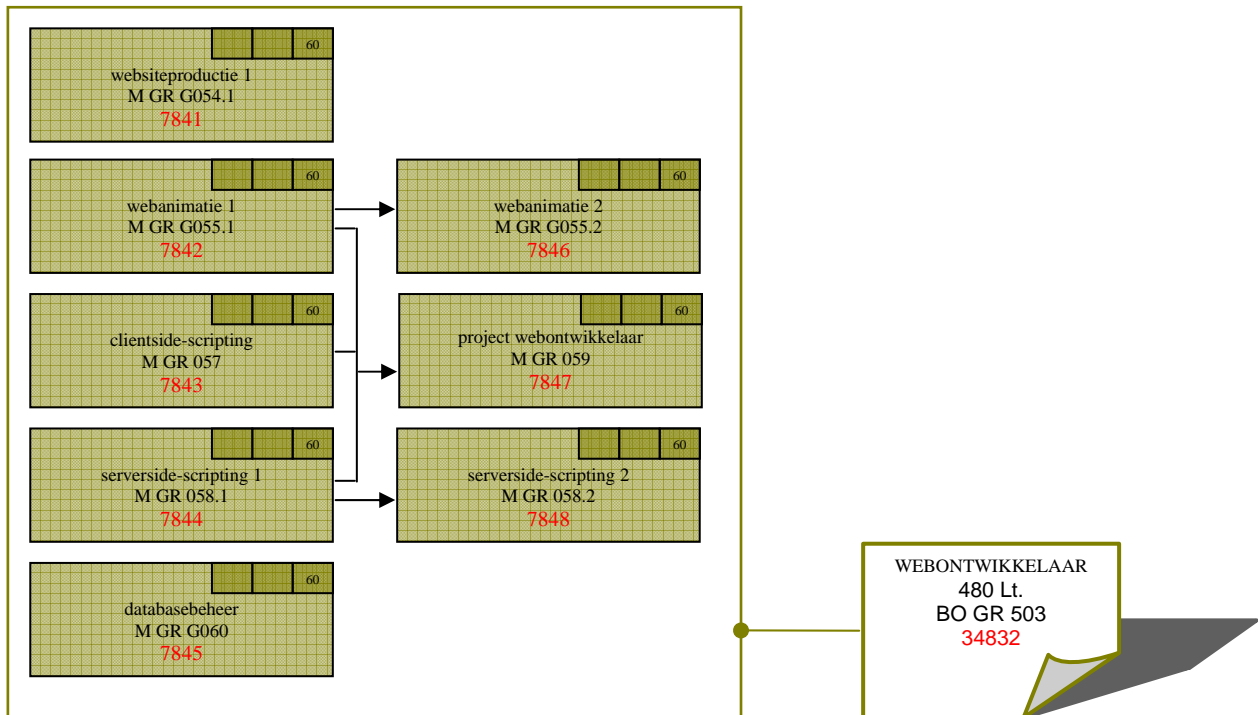 60
websiteproductie 1
M GR G054.1
7841
60
webanimatie 1
M GR G055.1
7842
60
webanimatie 2
M GR G055.2
7846
60
clientside-scripting
M GR 057
7843
60
project webontwikkelaar
M GR 059
7847
60
serverside-scripting 1
M GR 058.1
7844
60
serverside-scripting 2
M GR 058.2
7848
60
databasebeheer
M GR G060
7845
WEBONTWIKKELAAR
480 Lt.
BO GR 503
34832